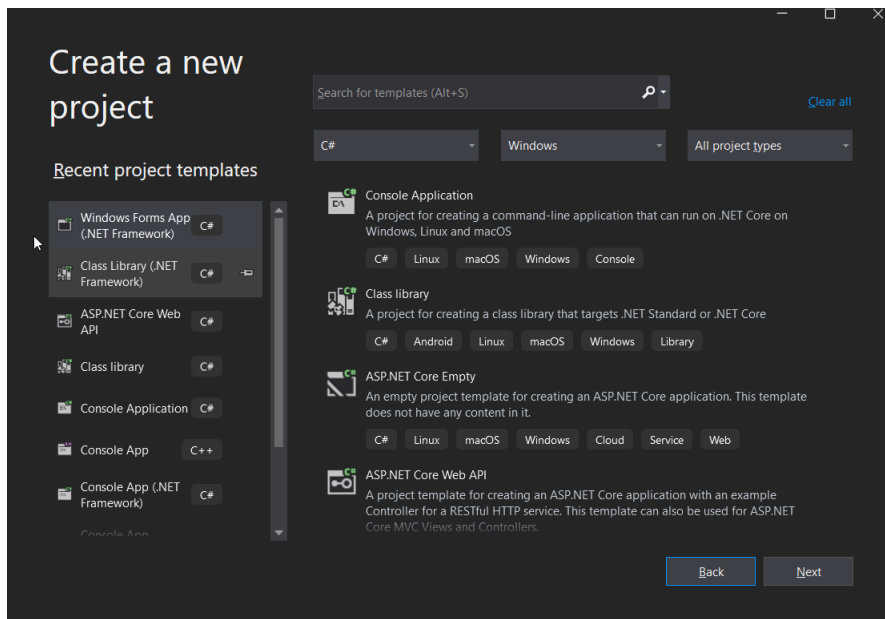 Create a new
project
Search for templates (Alt+S)
Clear all
C#
Windows
All project types
Recent project templates
Windows Forms App
(.NET Framework)
C#
Class Library (.NET
Framework)
C#
ASP.NET Core Web
API
C#
Class library
C#
Console Application
C#
Console App
C++
Console App (.NET
Framework)
C#
Console App
Console Application
A project for creating a command-line application that can run on .NET Core on
Windows, Linux and macOS
C# Linux macOS Windows Console
Class library
A project for creating a class library that targets .NET Standard or .NET Core
C# Android Linux macOS Windows Library
ASP.NET Core Empty
An empty project template for creating an ASP.NET Core application. This template
does not have any content in it.
C# Linux macOS Windows Cloud Service Web
ASP.NET Core Web API
A project template for creating an ASP.NET Core application with an example
Controller for a RESTful HTTP service. This template can also be used for ASP.NET
Core MVC Views and Controllers.
Back
Next